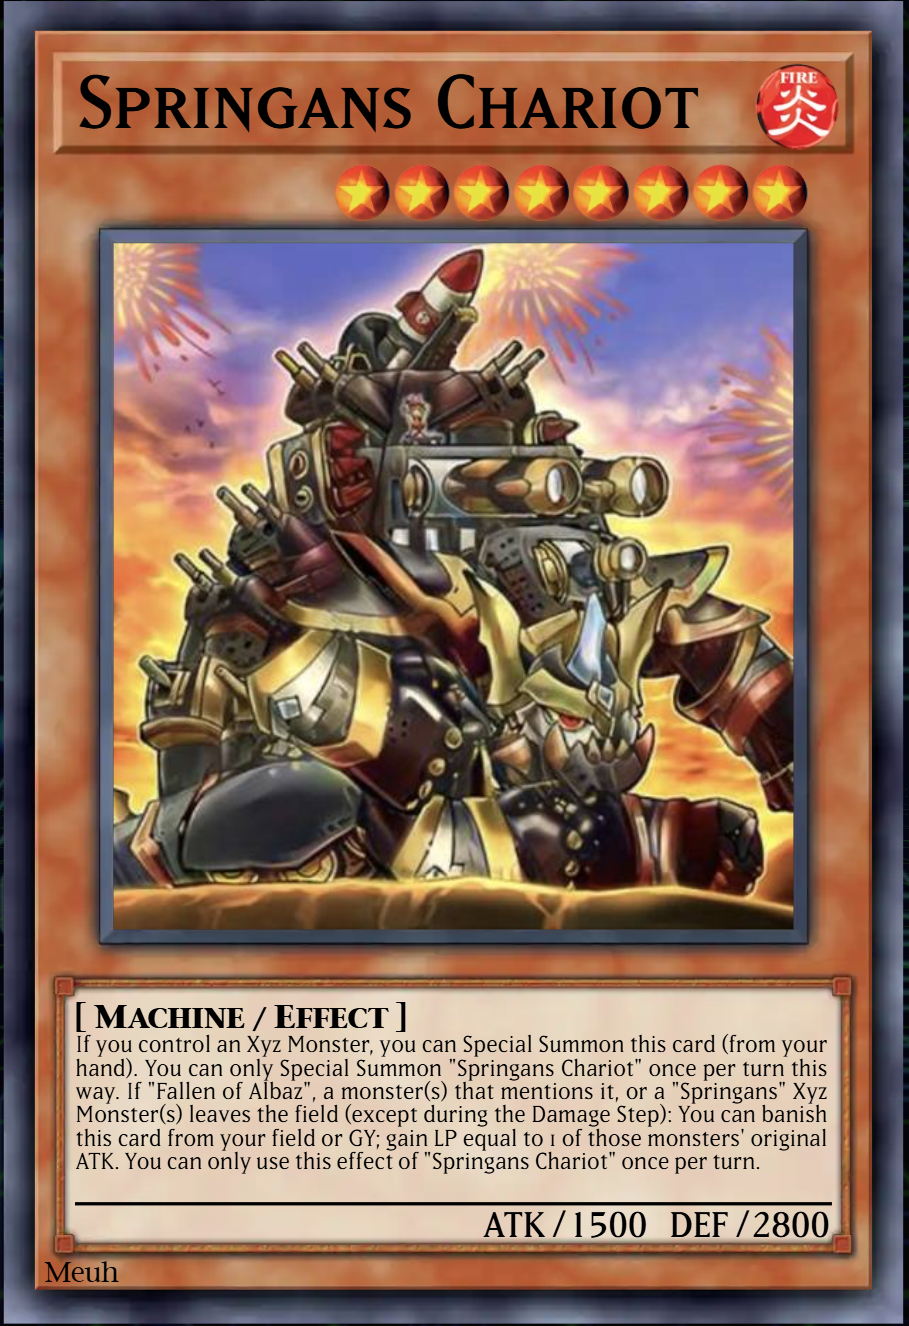 Springans Chariot
FIRE
炎
[ Machine / Effect ]
If you control an Xyz Monster, you can Special Summon this card (from your
hand). You can only Special Summon "Springans Chariot" once per turn this
way. If "Fallen of Albaz", a monster(s) that mentions it, or a "Springans" Xyz
Monster(s) leaves the field (except during the Damage Step): You can banish
this card from your field or GY; gain LP equal to 1 of those monsters' original
ATK. You can only use this effect of "Springans Chariot" once per turn.
ATK/1500 DEF/2800
Meuh